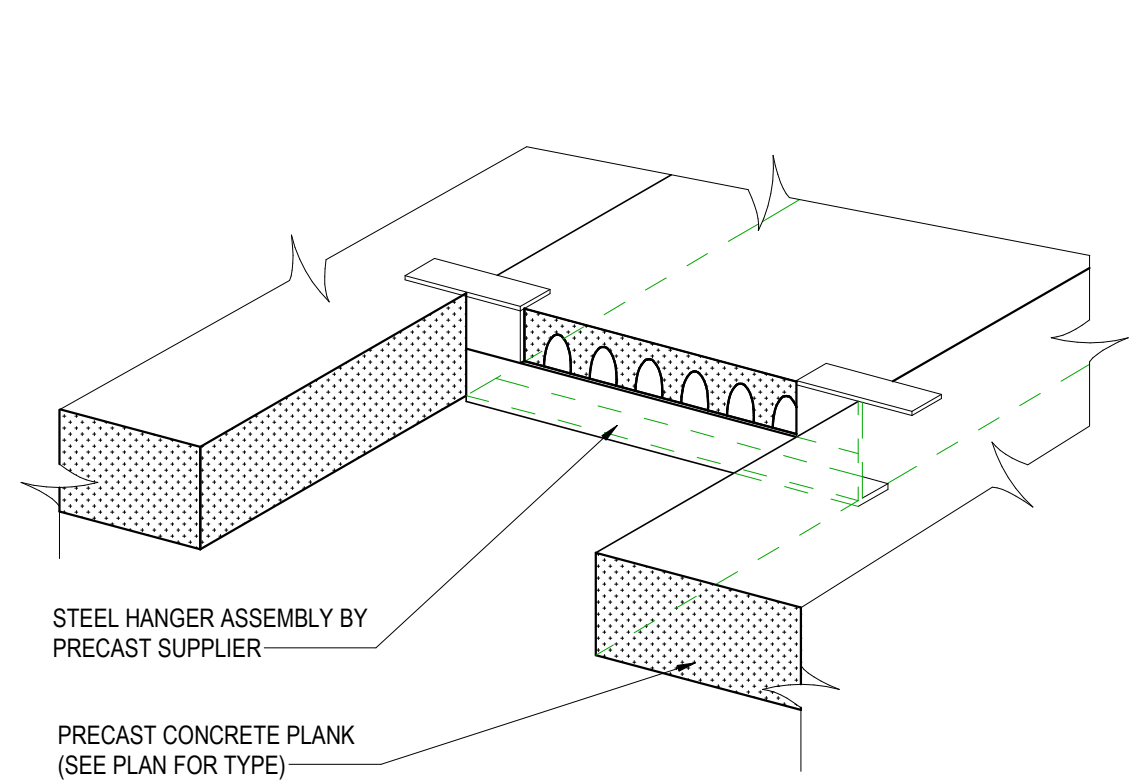 STEEL HANGER ASSEMBLY BY
PRECAST SUPPLIER
PRECAST CONCRETE PLANK
(SEE PLAN FOR TYPE)